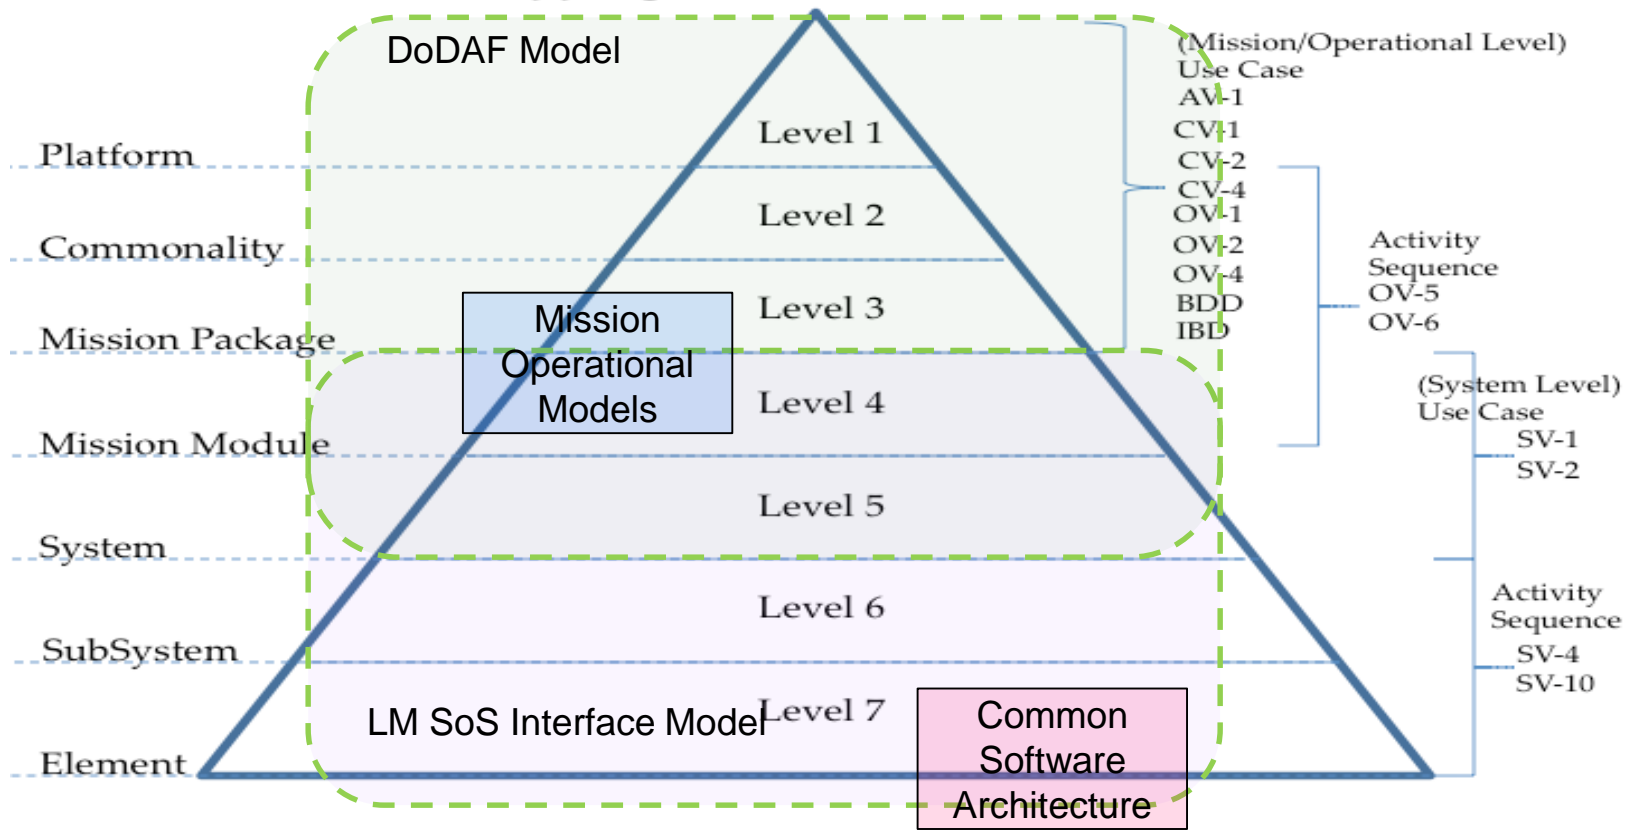 DoDAF Model
(Mission/Operational Level)
Use Case
AV-1
CV-1
CV-2
CV-4
OV-1
OV-2
OV-4
BDD
IBD
Activity
Sequence
OV-5
OV-6
(System Level)
Use Case
SV-1
SV-2
Activity
Sequence
SV-4
SV-10
Platform
Level 1
Commonality
Level 2
Mission Package
Level 3
Mission
Operational
Models
Mission Module
Level 4
System
Level 5
SubSystem
Level 6
Element
Level 7
LM SoS Interface Model
Common
Software
Architecture